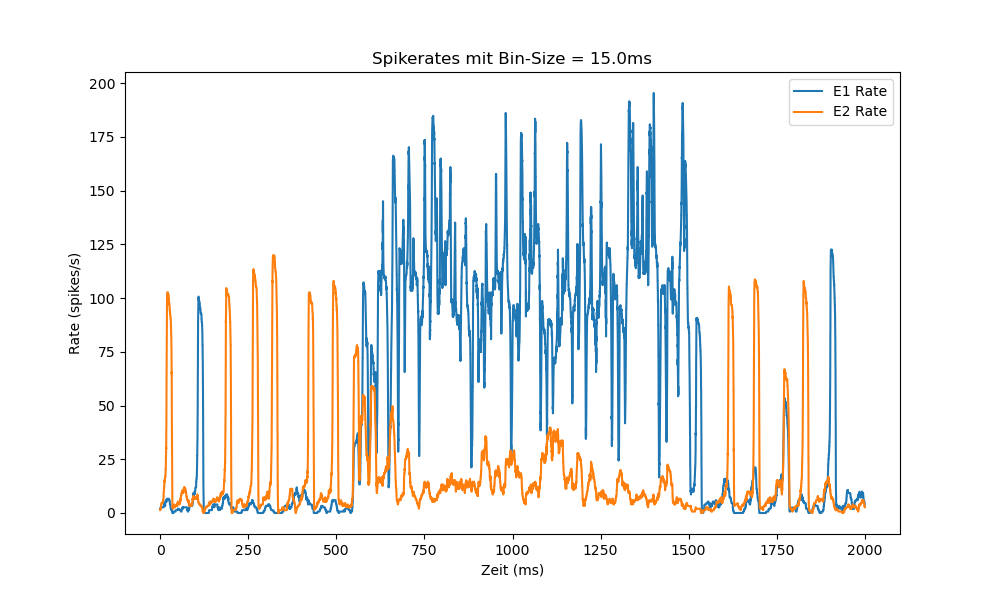 Spikerates mit Bin-Size = 15.0ms
E1 Rate
E2 Rate
200
175
150
125
100
75
50
25
0
Rate (spikes/s)
0 250 500 750 1000 1250 1500 1750 2000
Zeit (ms)